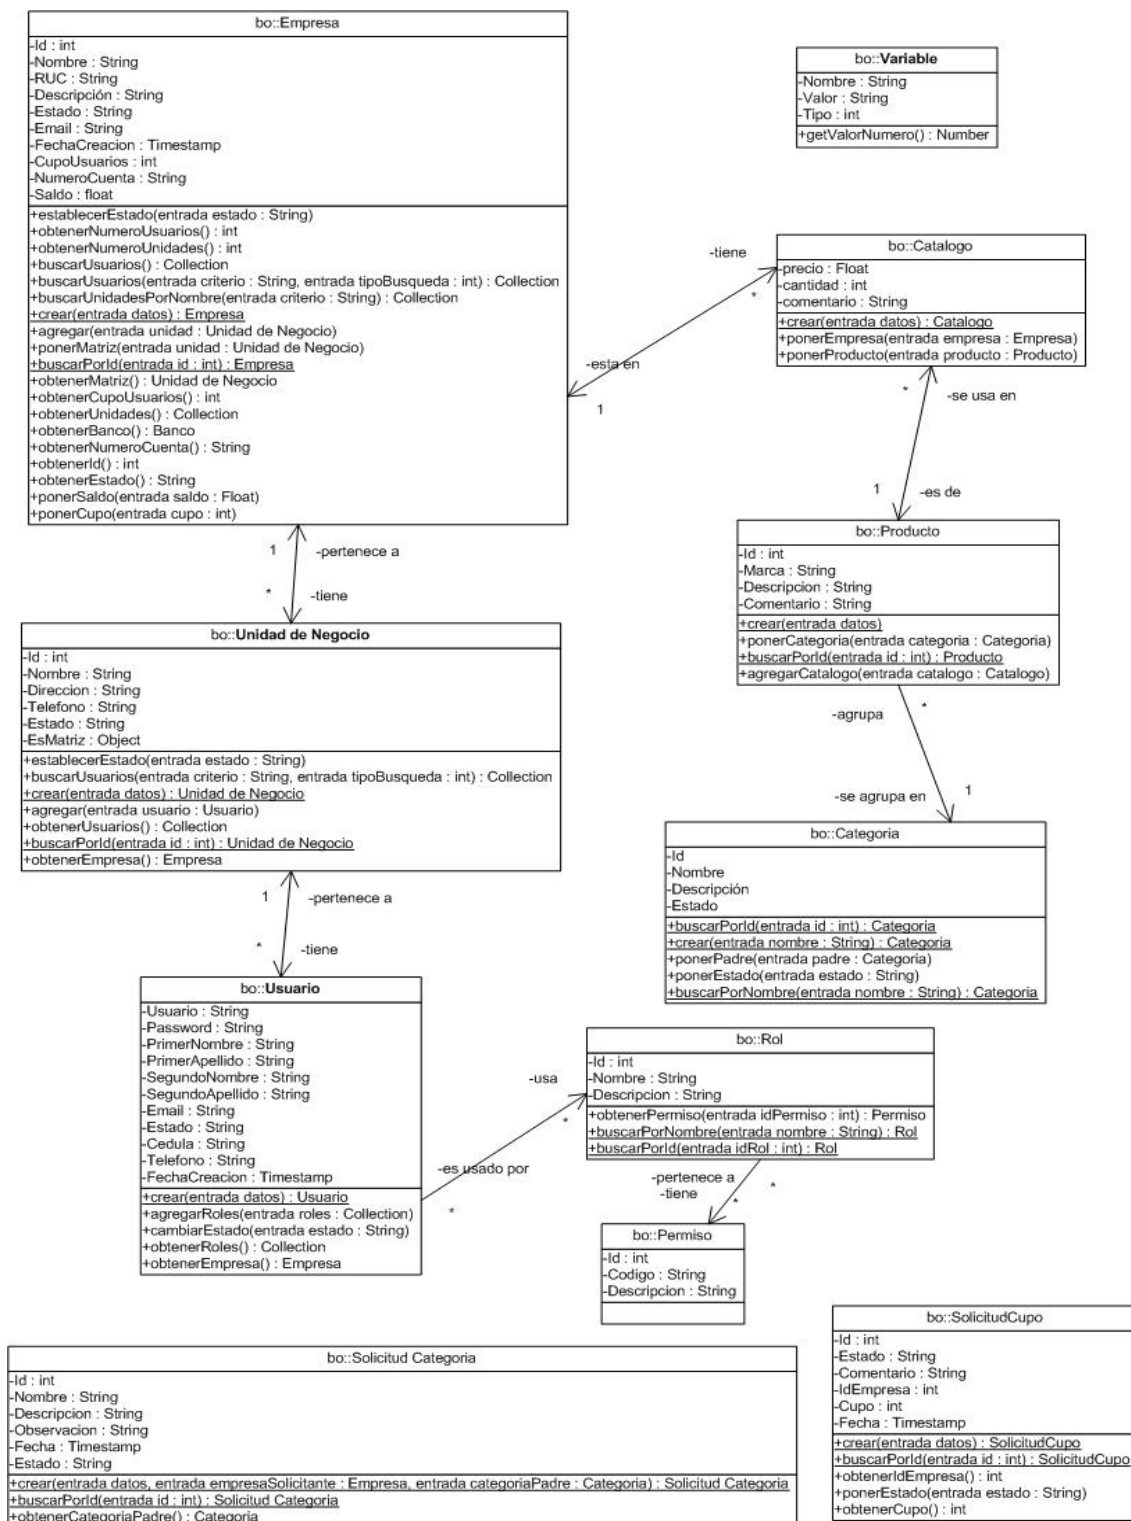 bo::Empresa
-Id : int
-Nombre : String
-RUC : String
-Descripción : String
-Estado : String
-Email : String
-FechaCreacion : Timestamp
-CupoUsuarios : int
-NumeroCuenta : String
-Saldo : float
+establecerEstado(entrada estado : String)
+obtenerNumeroUsuarios() : int
+obtenerNumeroUnidades() : int
+buscarUsuarios() : Collection
+buscarUsuarios(entrada criterio : String, entrada tipoBusqueda : int) : Collection
+buscarUnidadesPorNombre(entrada criterio : String) : Collection
+crear(entrada datos) : Empresa
+agregar(entrada unidad : Unidad de Negocio)
+ponerMatriz(entrada unidad : Unidad de Negocio)
+buscarPorId(entrada id : int) : Empresa
+obtenerMatriz() : Unidad de Negocio
+obtenerCupoUsuarios() : int
+obtenerUnidades() : Collection
+obtenerBanco() : Banco
+obtenerNumeroCuenta() : String
+obtenerId() : int
+obtenerEstado() : String
+ponerSaldo(entrada saldo : Float)
+ponerCupo(entrada cupo : int)
bo::Variable
-Nombre : String
-Valor : String
-Tipo : int
+getValorNumero() : Number
-tiene
*
-esta en
1
bo::Catalogo
-precio : Float
-cantidad : int
-comentario : String
+crear(entrada datos) : Catalogo
+ponerEmpresa(entrada empresa : Empresa)
+ponerProducto(entrada producto : Producto)
*
-se usa en
1
-es de
bo::Producto
-Id : int
-Marca : String
-Descripcion : String
-Comentario : String
+crear(entrada datos)
+ponerCategoria(entrada categoria : Categoria)
+buscarPorId(entrada id : int) : Producto
+agregarCatalogo(entrada catalogo : Catalogo)
-agrupa
*
-se agrupa en
1
bo::Categoria
-Id
-Nombre
-Descripción
-Estado
+buscarPorId(entrada id : int) : Categoria
+crear(entrada nombre : String) : Categoria
+ponerPadre(entrada padre : Categoria)
+ponerEstado(entrada estado : String)
+buscarPorNombre(entrada nombre : String) : Categoria
1
-pertenece a
*
-tiene
bo::Unidad de Negocio
-Id : int
-Nombre : String
-Direccion : String
-Telefono : String
-Estado : String
-EsMatriz : Object
+establecerEstado(entrada estado : String)
+buscarUsuarios(entrada criterio : String, entrada tipoBusqueda : int) : Collection
+crear(entrada datos) : Unidad de Negocio
+agregar(entrada usuario : Usuario)
+obtenerUsuarios() : Collection
+buscarPorId(entrada id : int) : Unidad de Negocio
+obtenerEmpresa() : Empresa
1
-pertenece a
*
-tiene
bo::Usuario
-Usuario : String
-Password : String
-PrimerNombre : String
-PrimerApellido : String
-SegundoNombre : String
-SegundoApellido : String
-Email : String
-Estado : String
-Cedula : String
-Telefono : String
-FechaCreacion : Timestamp
+crear(entrada datos) : Usuario
+agregarRoles(entrada roles : Collection)
+cambiarEstado(entrada estado : String)
+obtenerRoles() : Collection
+obtenerEmpresa() : Empresa
-usa
*
-es usado por
*
bo::Rol
-Id : int
-Nombre : String
-Descripcion : String
+obtenerPermiso(entrada idPermiso : int) : Permiso
+buscarPorNombre(entrada nombre : String) : Rol
+buscarPorId(entrada idRol : int) : Rol
-pertenece a
*
-tiene
*
bo::Permiso
-Id : int
-Codigo : String
-Descripcion : String
bo::SolicitudCupo
-Id : int
-Estado : String
-Comentario : String
-IdEmpresa : int
-Cupo : int
-Fecha : Timestamp
+crear(entrada datos) : SolicitudCupo
+buscarPorId(entrada id : int) : SolicitudCupo
+obtenerIdEmpresa() : int
+ponerEstado(entrada estado : String)
+obtenerCupo() : int
bo::Solicitud Categoria
-Id : int
-Nombre : String
-Descripcion : String
-Observacion : String
-Fecha : Timestamp
-Estado : String
+crear(entrada datos, entrada empresaSolicitante : Empresa, entrada categoriaPadre : Categoria) : Solicitud Categoria
+buscarPorId(entrada id : int) : Solicitud Categoria
+obtenerCategoriaPadre() : Categoria